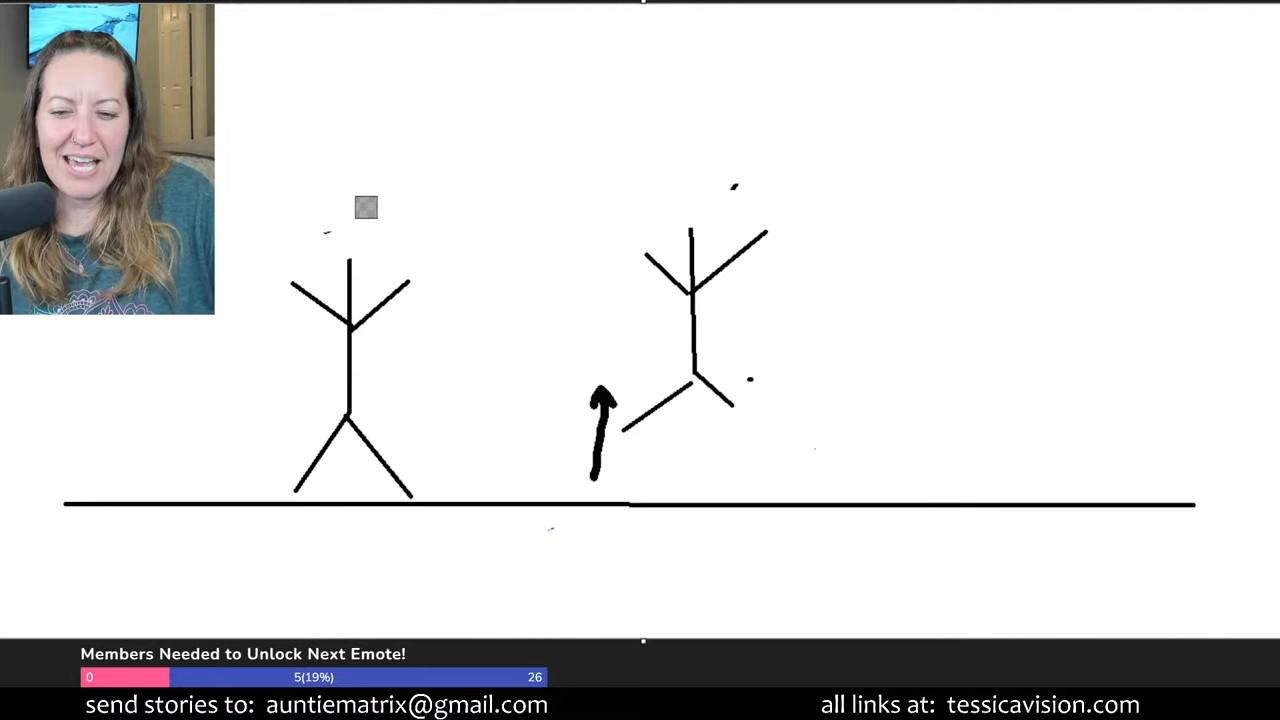 Members Needed to Unlock Next Emote!
0 5(19%) 26
send stories to: auntiematrix@gmail.com
all links at: tessicavision.com